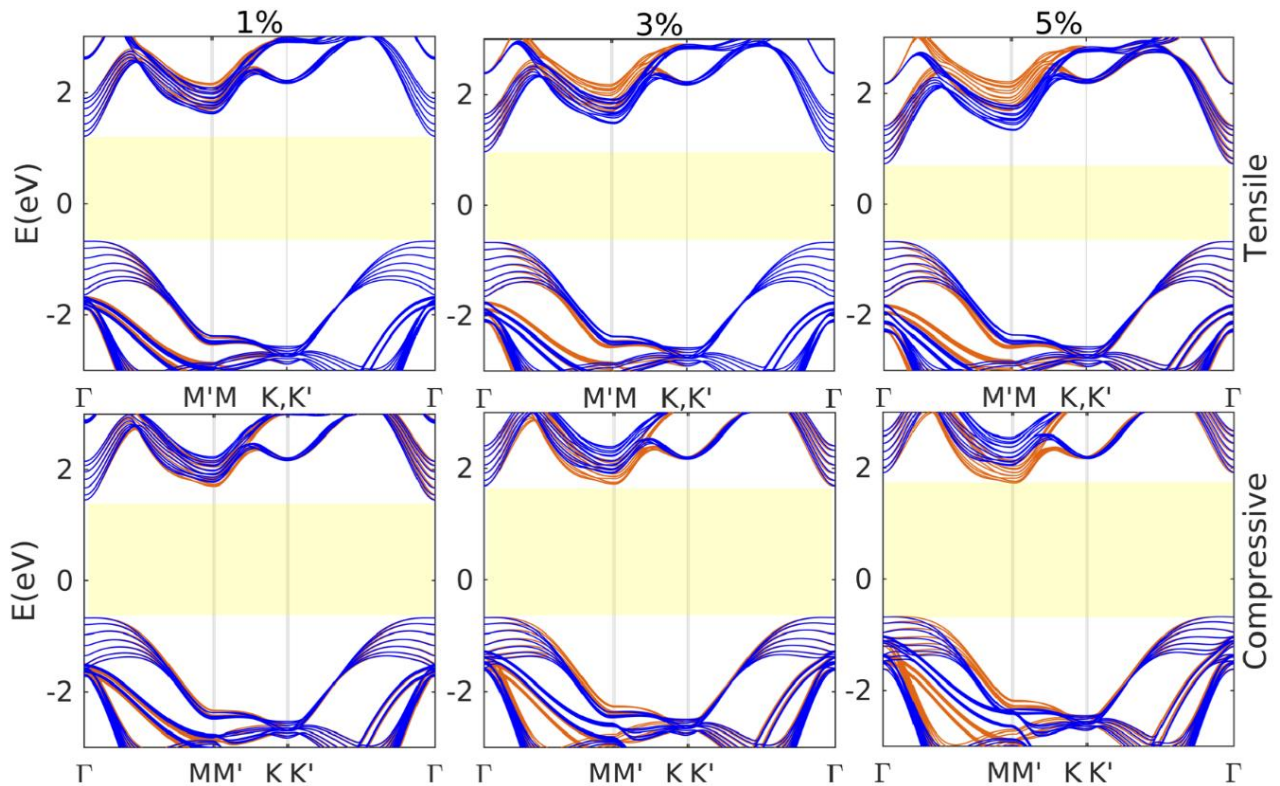 1% 3% 5%
2 2 2
E(eV) 0 0 0 Tensile
-2 -2 -2
Γ M'M K,K' Γ Γ M'M K,K' Γ Γ M'M K,K' Γ
2 2 2
E(eV) 0 0 0 Compressive
-2 -2 -2
Γ MM' K K' Γ Γ MM' K K' Γ Γ MM' K K' Γ